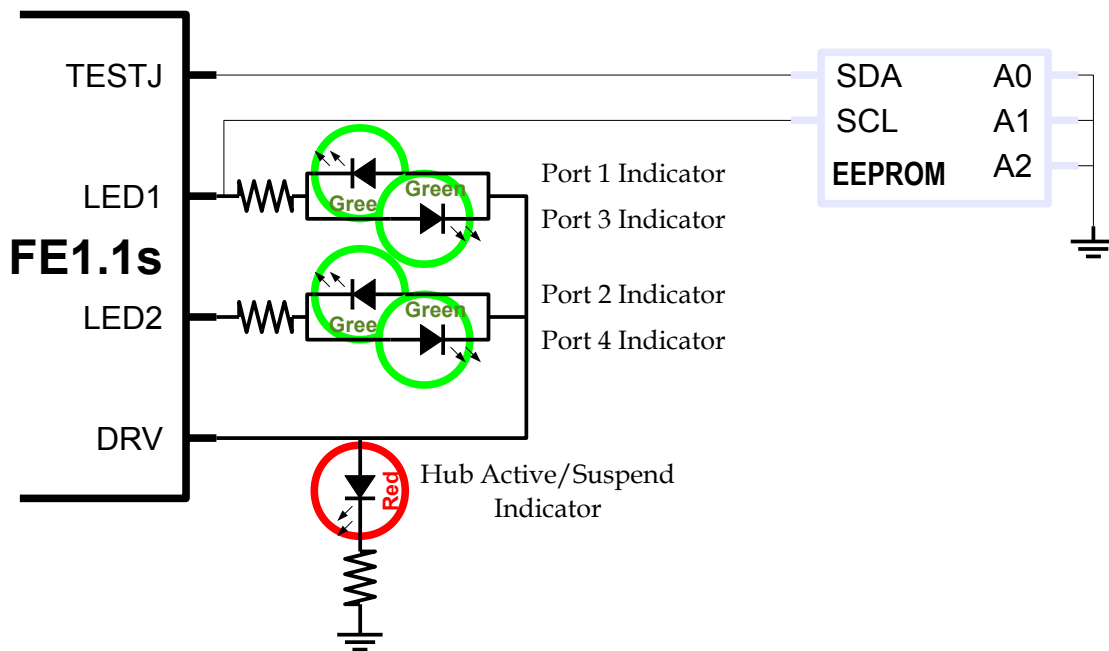 TESTJ
SDA A0
SCL A1
EEPROM A2
LED1
Green
Gree
Port 1 Indicator
Port 3 Indicator
FE1.1s
LED2
Green
Gree
Port 2 Indicator
Port 4 Indicator
DRV
Red
Hub Active/Suspend
Indicator